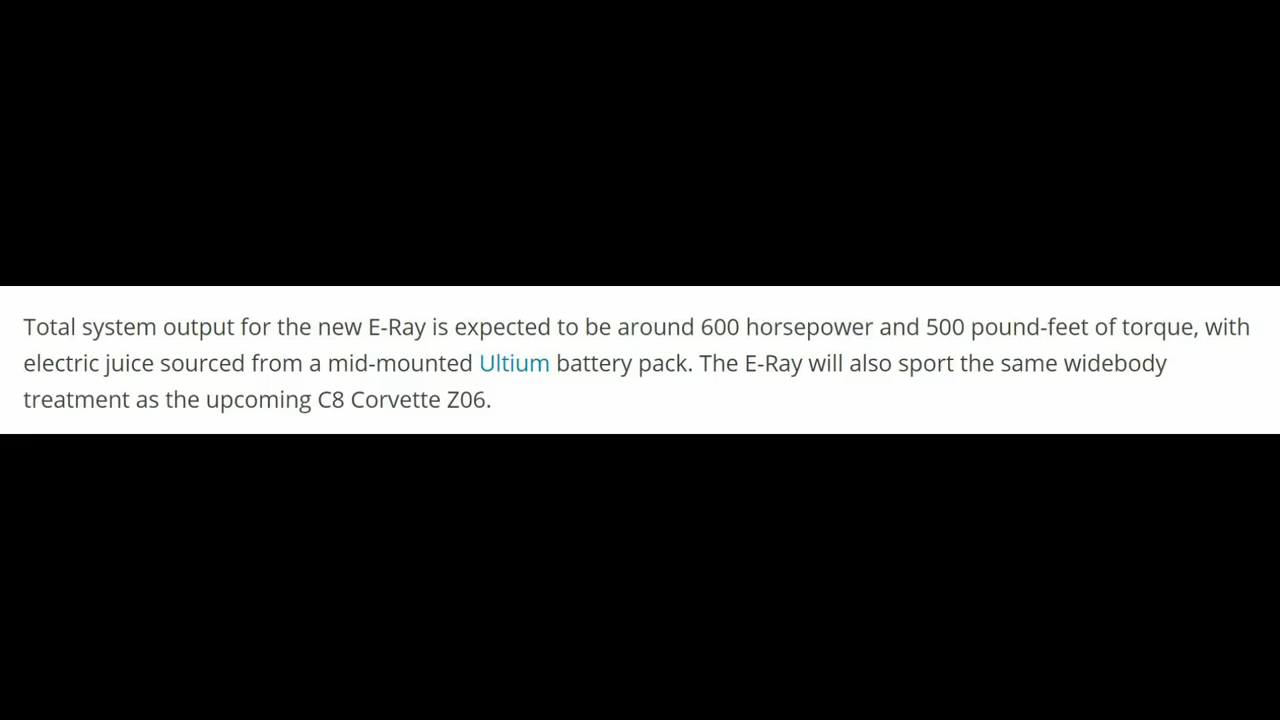 Total system output for the new E-Ray is expected to be around 600 horsepower and 500 pound-feet of torque, with
electric juice sourced from a mid-mounted Ultium battery pack. The E-Ray will also sport the same widebody
treatment as the upcoming C8 Corvette Z06.